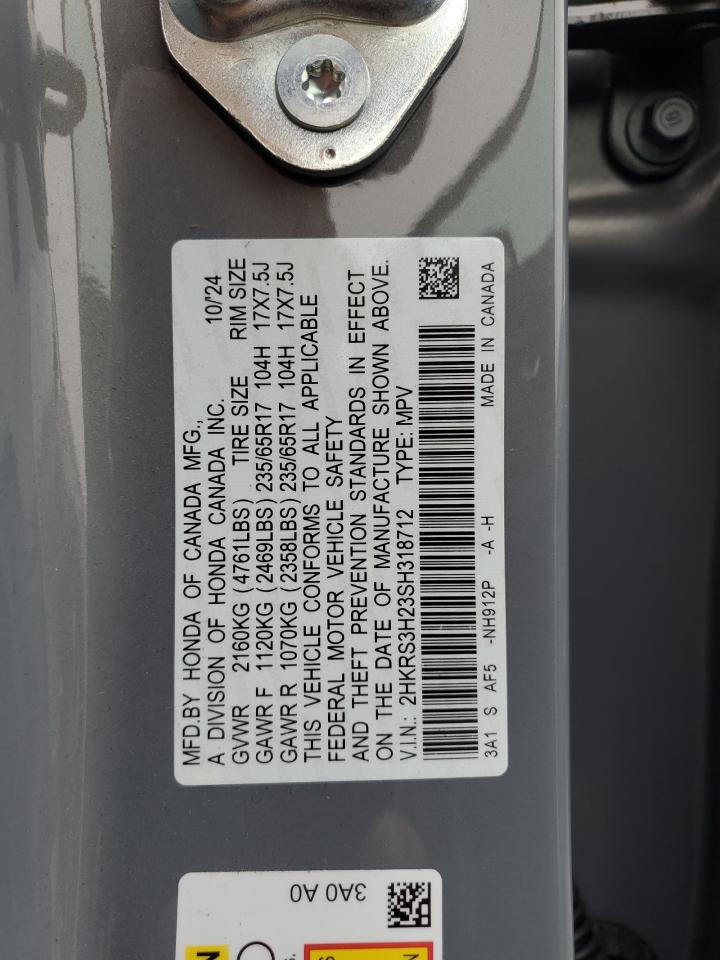 MFD.BY HONDA OF CANADA MFG.,
A DIVISION OF HONDA CANADA INC. 10/'24
GVWR 2160KG (4761LBS) TIRE SIZE RIM SIZE
GAWR F 1120KG (2469LBS) 235/65R17 104H 17X7.5J
GAWR R 1070KG (2358LBS) 235/65R17 104H 17X7.5J
THIS VEHICLE CONFORMS TO ALL APPLICABLE
FEDERAL MOTOR VEHICLE SAFETY
AND THEFT PREVENTION STANDARDS IN EFFECT
ON THE DATE OF MANUFACTURE SHOWN ABOVE.
V.I.N.: 2HKRS3H23SH318712 TYPE: MPV
3A1 S AF5 -NH912P -A -H MADE IN CANADA
3A0 A0